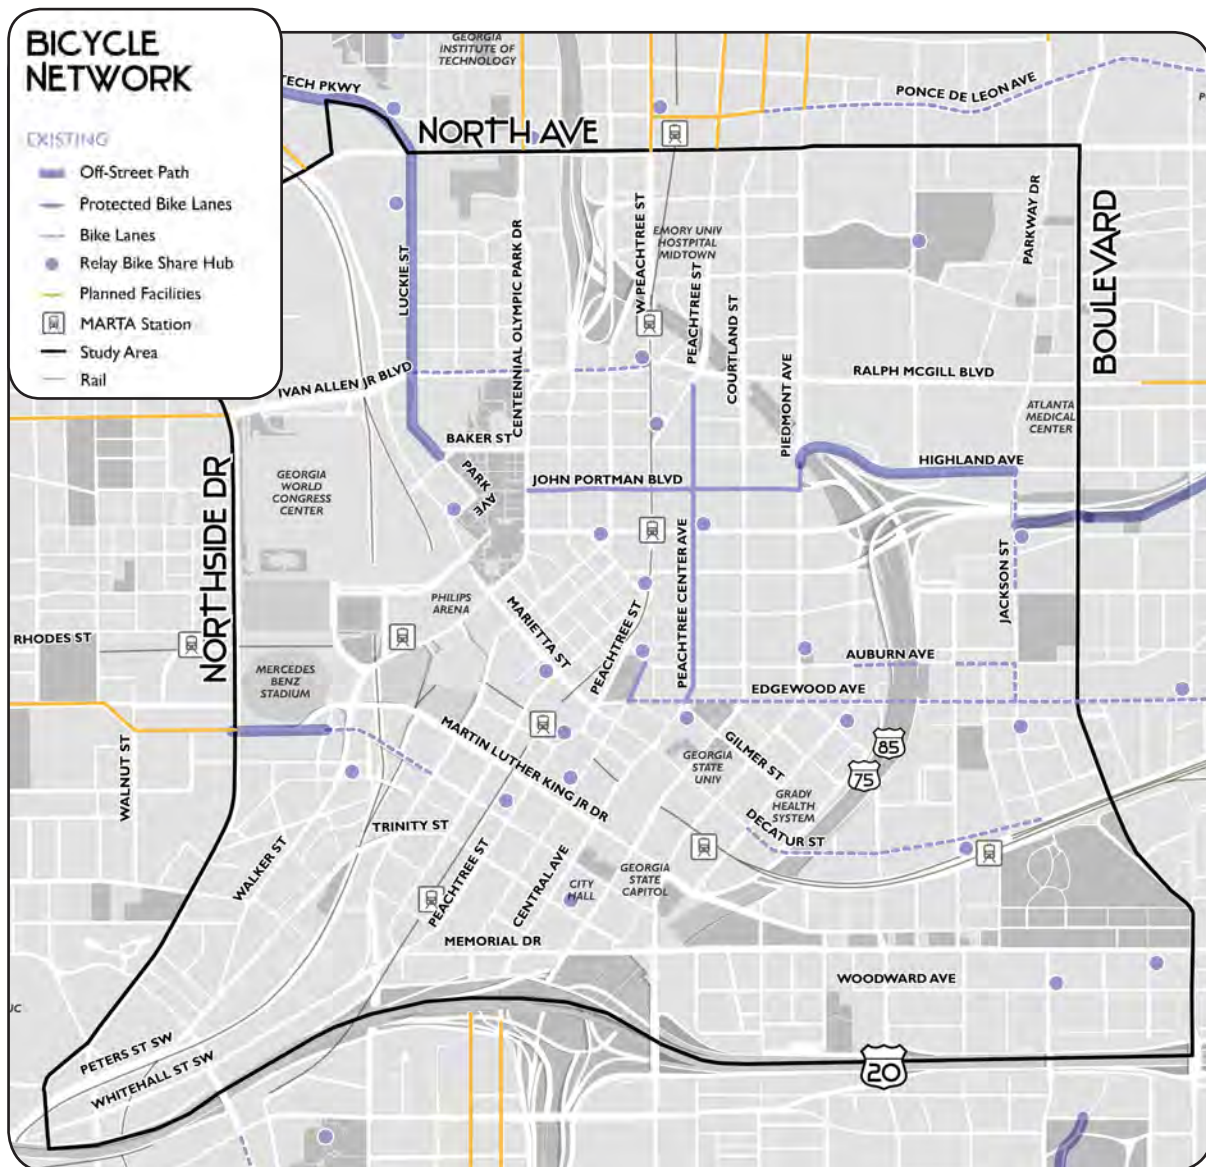 BICYCLE
NETWORK
EXISTING
Off-Street Path
Protected Bike Lanes
Bike Lanes
Relay Bike Share Hub
Planned Facilities
MARTA Station
Study Area
Rail
GEORGIA
INSTITUTE OF
TECHNOLOGY
TECH PKWY
PONCE DE LEON AVE
NORTH AVE
PARKWAY DR
BOULEVARD
W PEACHTREE ST
EMORY UNIV
HOSTPITAL
MIDTOWN
CENTENNIAL OLYMPIC PARK DR
LUCKIE ST
PEACHTREE ST
COURTLAND ST
PIEDMONT AVE
RALPH MCGILL BLVD
IVAN ALLEN JR BLVD
ATLANTA
MEDICAL
CENTER
BAKER ST
PARK AVE
HIGHLAND AVE
JOHN PORTMAN BLVD
GEORGIA
WORLD
CONGRESS
CENTER
NORTHSIDE DR
PEACHTREE CENTER AVE
JACKSON ST
PHILIPS
ARENA
MARIETTA ST
PEACHTREE ST
RHODES ST
AUBURN AVE
MERCEDES
BENZ
STADIUM
EDGEWOOD AVE
MARTIN LUTHER KING JR DR
GILMER ST
85
75
GEORGIA
STATE
UNIV
WALNUT ST
GRADY
HEALTH
SYSTEM
DECATUR ST
TRINITY ST
WALKER ST
PEACHTREE ST
CENTRAL AVE
CITY
HALL
GEORGIA
STATE
CAPITOL
MEMORIAL DR
WOODWARD AVE
UC
PETERS ST SW
WHITEHALL ST SW
20